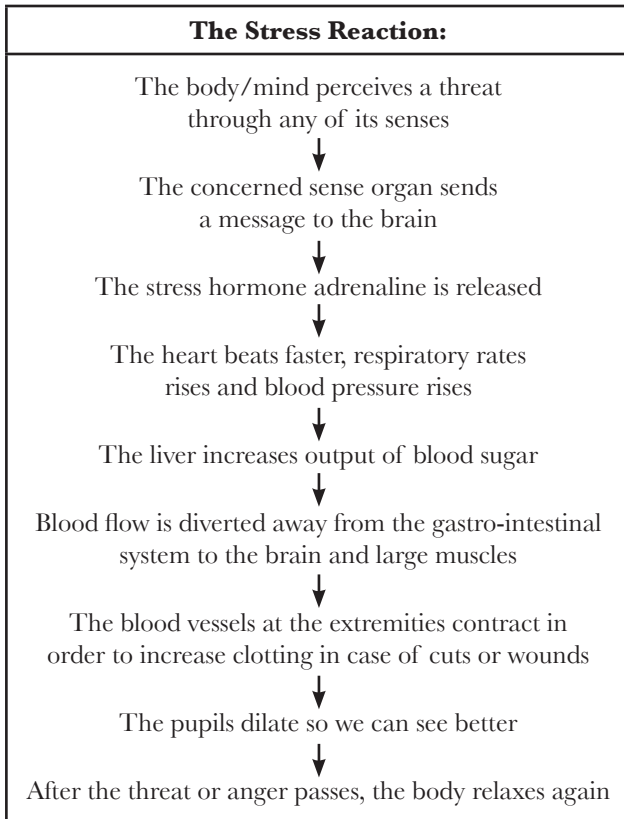 The Stress Reaction:
The body/mind perceives a threat
through any of its senses
The concerned sense organ sends
a message to the brain
The stress hormone adrenaline is released
The heart beats faster, respiratory rates
rises and blood pressure rises
The liver increases output of blood sugar
Blood flow is diverted away from the gastro-intestinal
system to the brain and large muscles
The blood vessels at the extremities contract in
order to increase clotting in case of cuts or wounds
The pupils dilate so we can see better
After the threat or anger passes, the body relaxes again